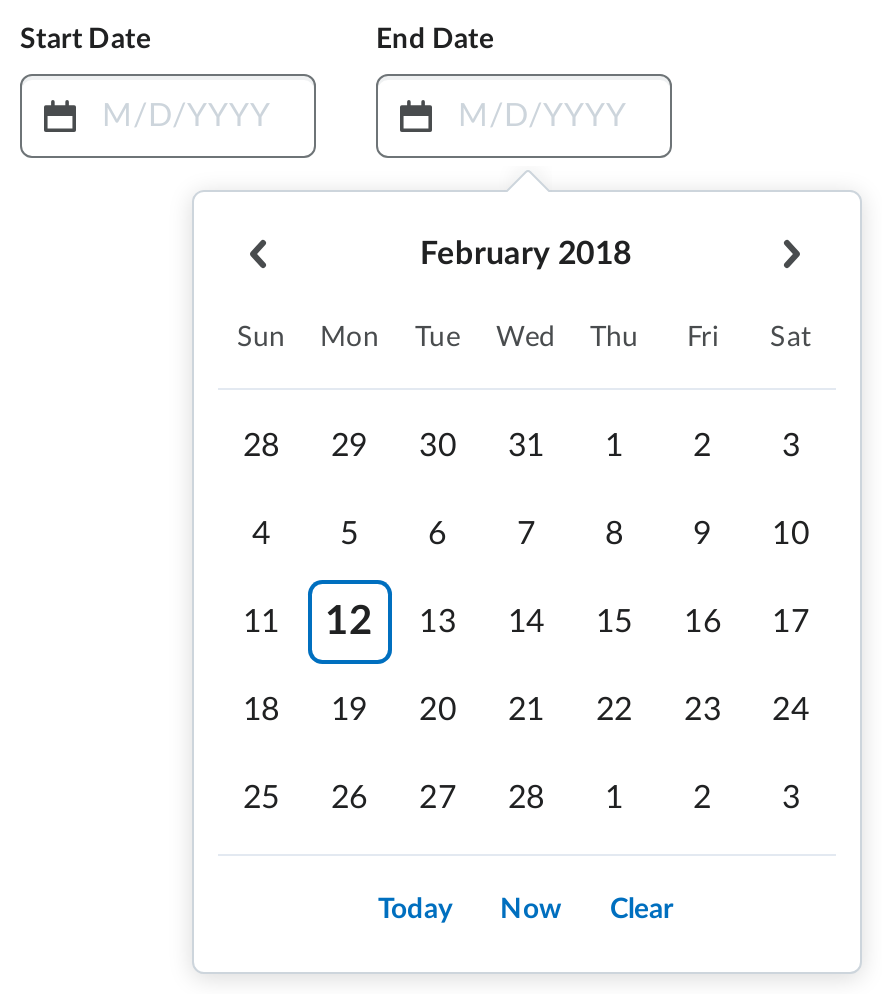 Start Date End Date
M/D/YYYY M/D/YYYY
February 2018
Sun Mon Tue Wed Thu Fri Sat
28 29 30 31 1 2 3
4 5 6 7 8 9 10
11 12 13 14 15 16 17
18 19 20 21 22 23 24
25 26 27 28 1 2 3
Today Now Clear